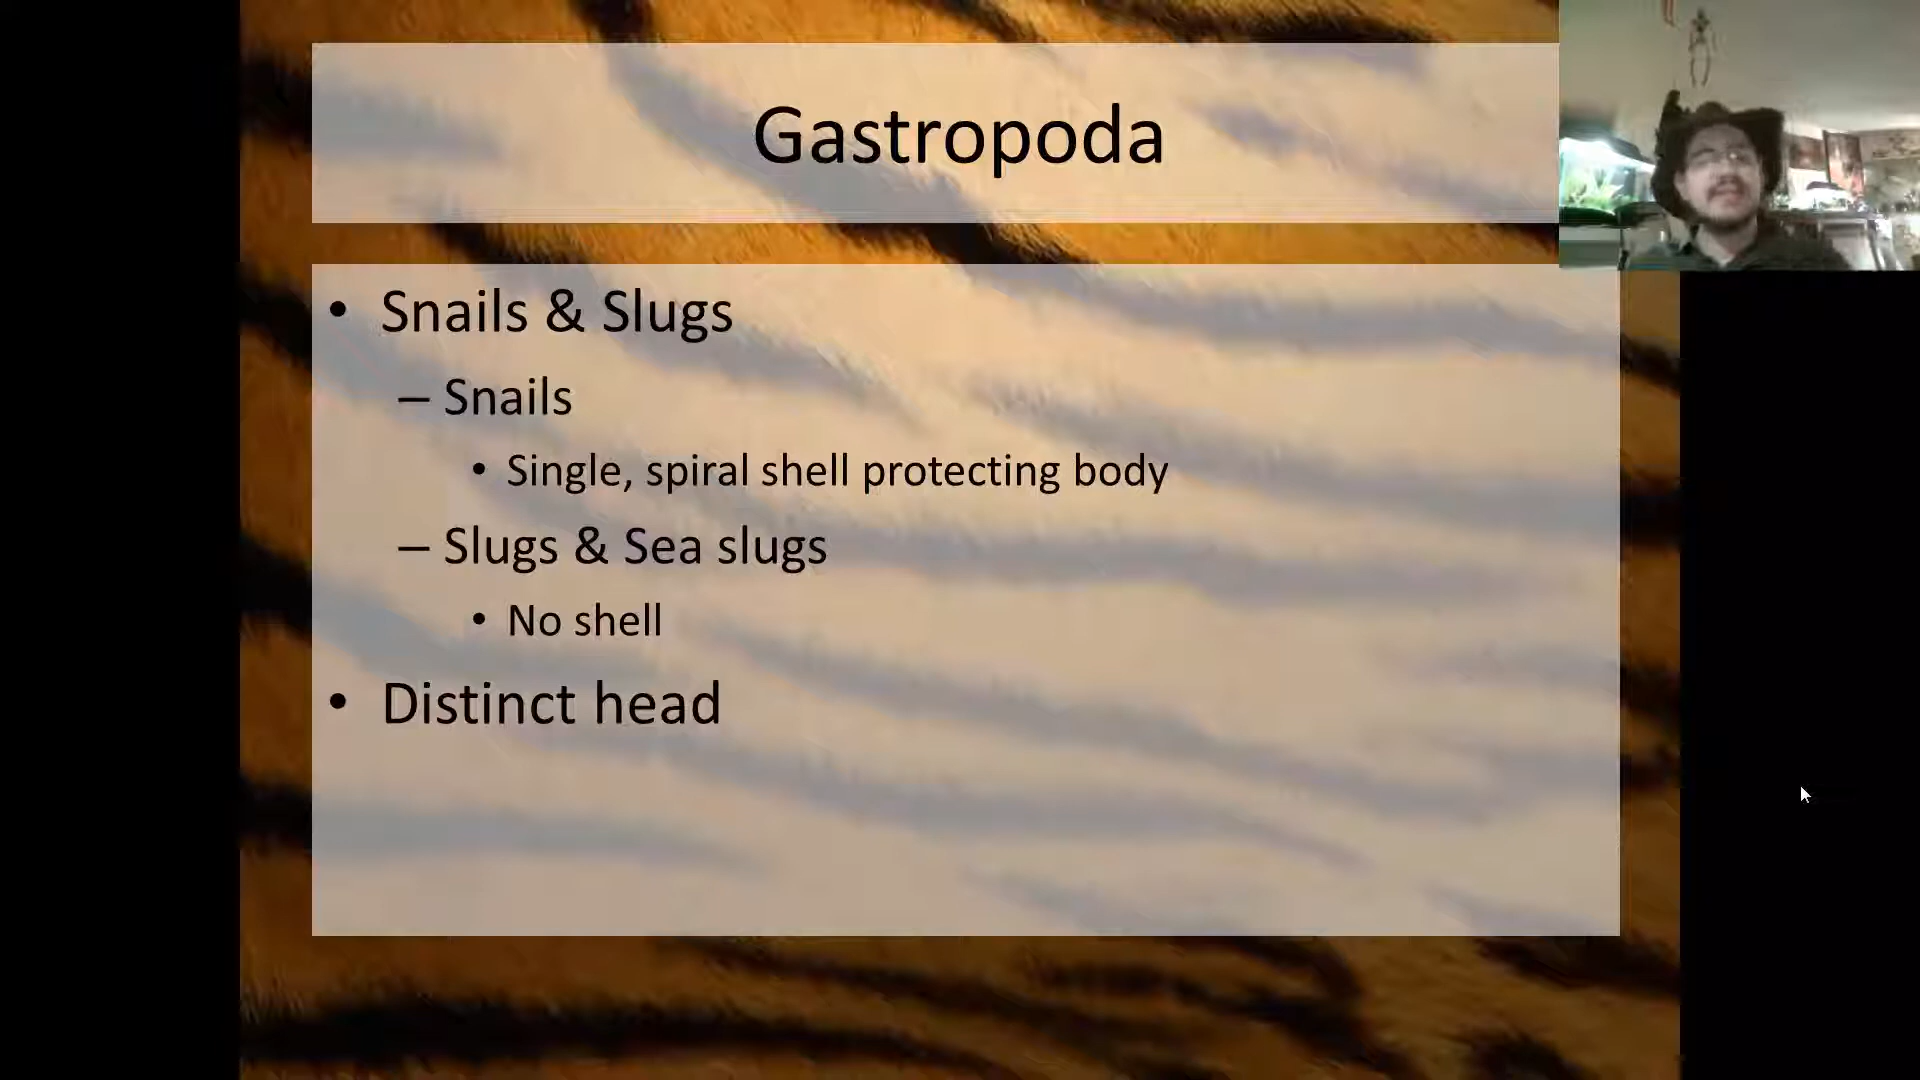 Gastropoda
• Snails & Slugs
– Snails
• Single, spiral shell protecting body
– Slugs & Sea slugs
• No shell
• Distinct head